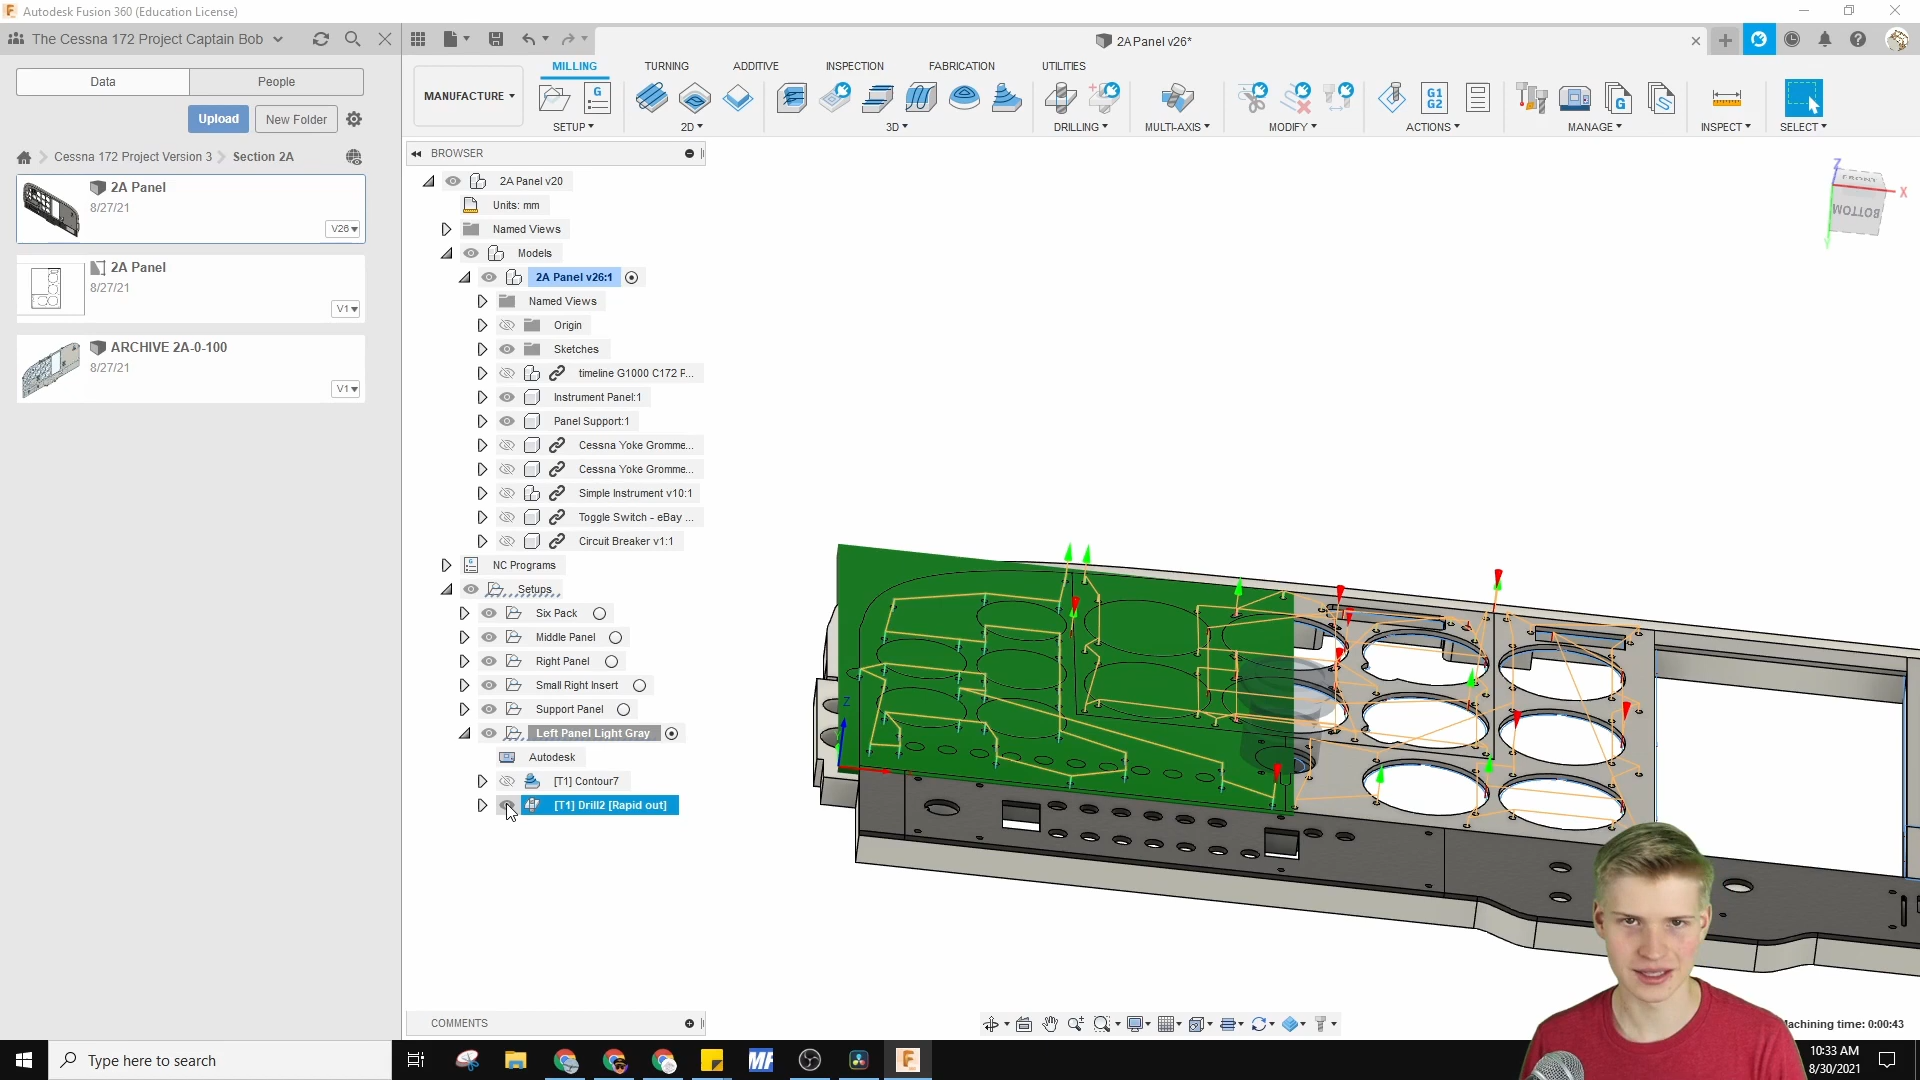 Autodesk Fusion 360 (Education License)
The Cessna 172 Project Captain Bob
2A Panel v26*
Data
People
Upload
New Folder
Cessna 172 Project Version 3
Section 2A
2A Panel
8/27/21
V26
2A Panel
8/27/21
V1
ARCHIVE 2A-0-100
8/27/21
V1
MILLING
TURNING
ADDITIVE
INSPECTION
FABRICATION
UTILITIES
MANUFACTURE
G
G1
G2
G
S
SETUP
2D
3D
DRILLING
MULTI-AXIS
MODIFY
ACTIONS
MANAGE
INSPECT
SELECT
BROWSER
2A Panel v20
Units: mm
Named Views
Models
2A Panel v26:1
Named Views
Origin
Sketches
timeline G1000 C172 F...
Instrument Panel:1
Panel Support:1
Cessna Yoke Gromme...
Cessna Yoke Gromme...
Simple Instrument v10:1
Toggle Switch - eBay ...
Circuit Breaker v1:1
NC Programs
Setups
Six Pack
Middle Panel
Right Panel
Small Right Insert
Support Panel
Left Panel Light Gray
Autodesk
[T1] Contour7
[T1] Drill2 [Rapid out]
Z
X
FRONT
BOTTOM
Y
Z
COMMENTS
Machining time: 0:00:43
Type here to search
MF
F
10:33 AM
8/30/2021